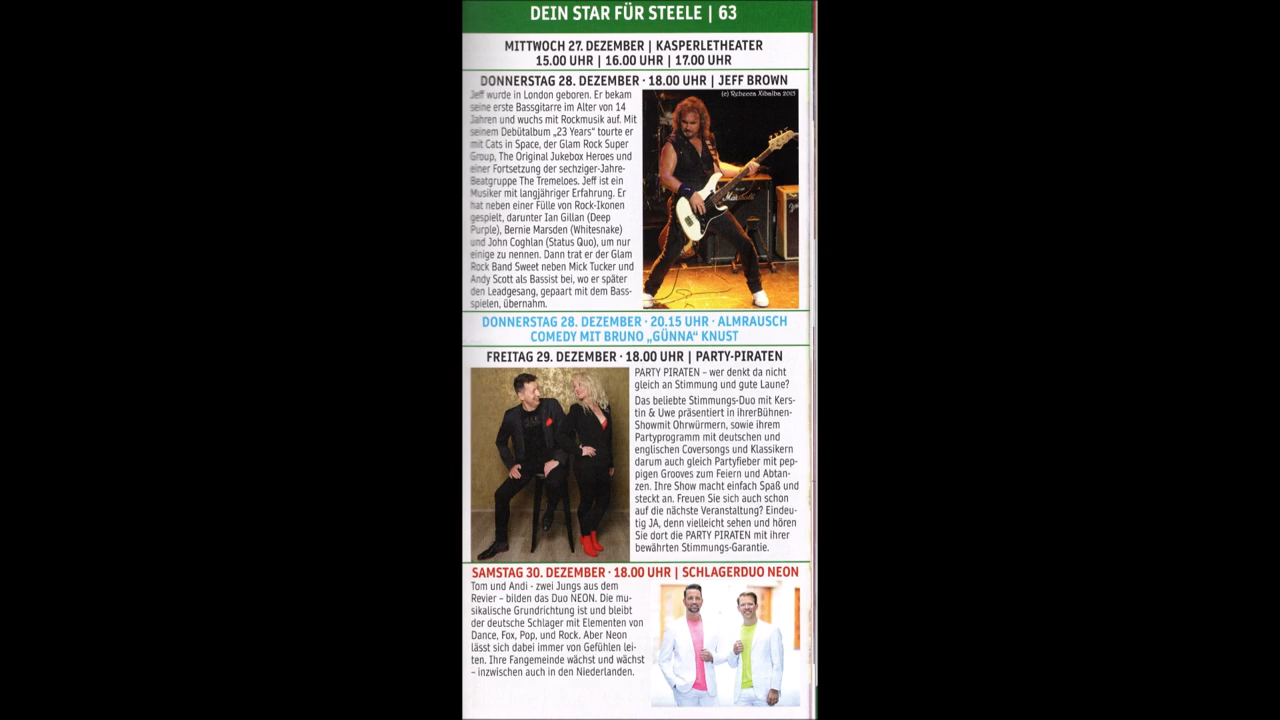 DEIN STAR FÜR STEELE | 63
MITTWOCH 27. DEZEMBER | KASPERLETHEATER
15.00 UHR | 16.00 UHR | 17.00 UHR
DONNERSTAG 28. DEZEMBER · 18.00 UHR | JEFF BROWN
Jeff wurde in London geboren. Er bekam
seine erste Bassgitarre im Alter von 14
Jahren und wuchs mit Rockmusik auf. Mit
seinem Debütalbum „23 Years" tourte er
mit Cats in Space, der Glam Rock Super
Group, The Original Jukebox Heroes und
einer Fortsetzung der sechziger-Jahre-
Beatgruppe The Tremeloes. Jeff ist ein
Musiker mit langjähriger Erfahrung. Er
hat neben einer Fülle von Rock-Ikonen
gespielt, darunter Ian Gillan (Deep
Purple), Bernie Marsden (Whitesnake)
und John Coghlan (Status Quo), um nur
einige zu nennen. Dann trat er der Glam
Rock Band Sweet neben Mick Tucker und
Andy Scott als Bassist bei, wo er später
den Leadgesang, gepaart mit dem Bass-
spielen, übernahm.
(c) Rebecca Xibalba 2013
Marshall
DONNERSTAG 28. DEZEMBER · 20.15 UHR · ALMRAUSCH
COMEDY MIT BRUNO „GÜNNA" KNUST
FREITAG 29. DEZEMBER · 18.00 UHR | PARTY-PIRATEN
PARTY PIRATEN – wer denkt da nicht
gleich an Stimmung und gute Laune?
Das beliebte Stimmungs-Duo mit Kers-
tin & Uwe präsentiert in ihrerBühnen-
Showmit Ohrwürmern, sowie ihrem
Partyprogramm mit deutschen und
englischen Coversongs und Klassikern
darum auch gleich Partyfieber mit pep-
pigen Grooves zum Feiern und Abtan-
zen. Ihre Show macht einfach Spaß und
steckt an. Freuen Sie sich auch schon
auf die nächste Veranstaltung? Eindeu-
tig JA, denn vielleicht sehen und hören
Sie dort die PARTY PIRATEN mit ihrer
bewährten Stimmungs-Garantie.
SAMSTAG 30. DEZEMBER · 18.00 UHR | SCHLAGERDUO NEON
Tom und Andi - zwei Jungs aus dem
Revier – bilden das Duo NEON. Die mu-
sikalische Grundrichtung ist und bleibt
der deutsche Schlager mit Elementen von
Dance, Fox, Pop, und Rock. Aber Neon
lässt sich dabei immer von Gefühlen lei-
ten. Ihre Fangemeinde wächst und wächst
– inzwischen auch in den Niederlanden.